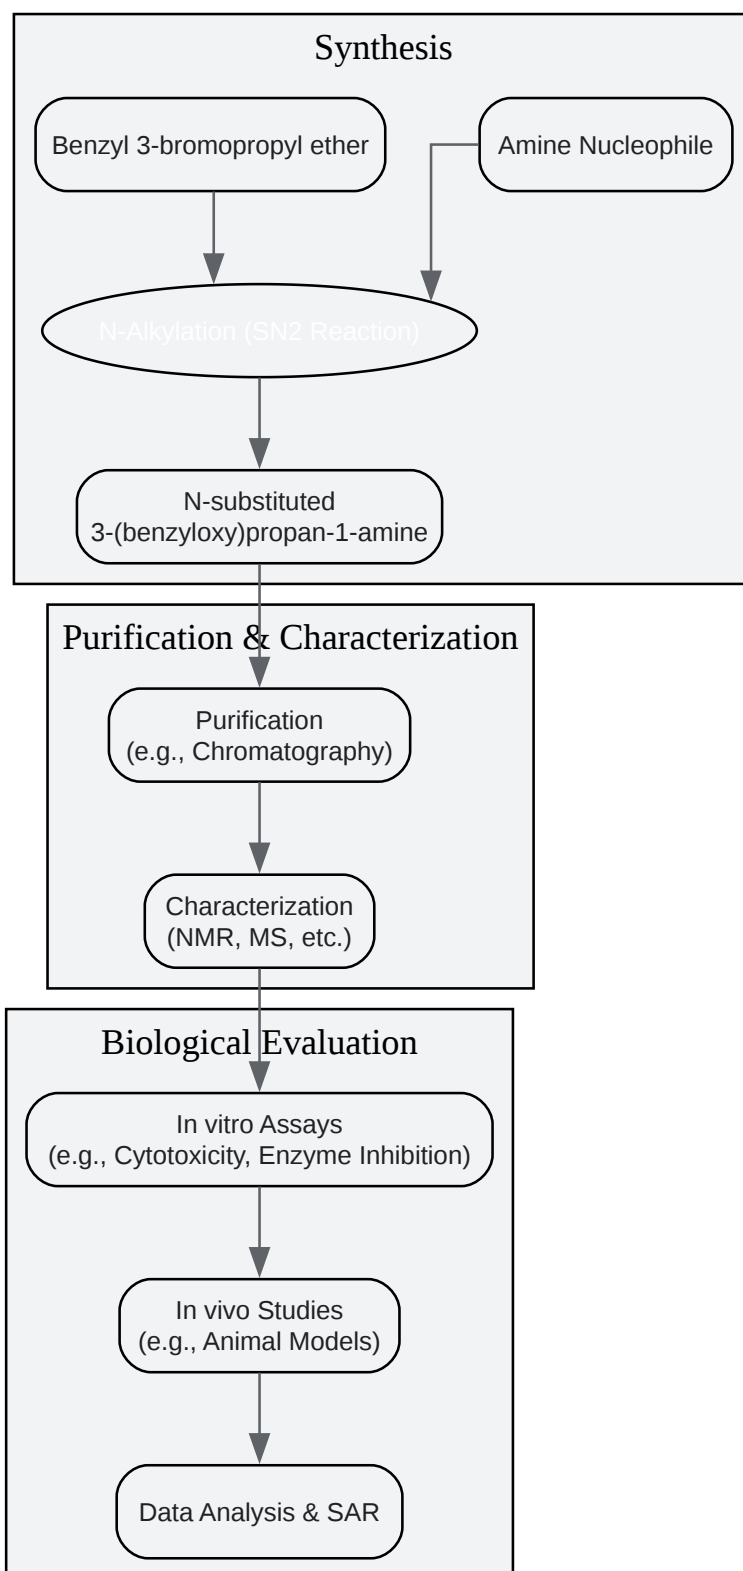 Synthesis
Benzyl 3-bromopropyl ether
Amine Nucleophile
N-Alkylation (SN2 Reaction)
N-substituted
3-(benzyloxy)propan-1-amine
Purification & Characterization
Purification
(e.g., Chromatography)
Characterization
(NMR, MS, etc.)
Biological Evaluation
In vitro Assays
(e.g., Cytotoxicity, Enzyme Inhibition)
In vivo Studies
(e.g., Animal Models)
Data Analysis & SAR